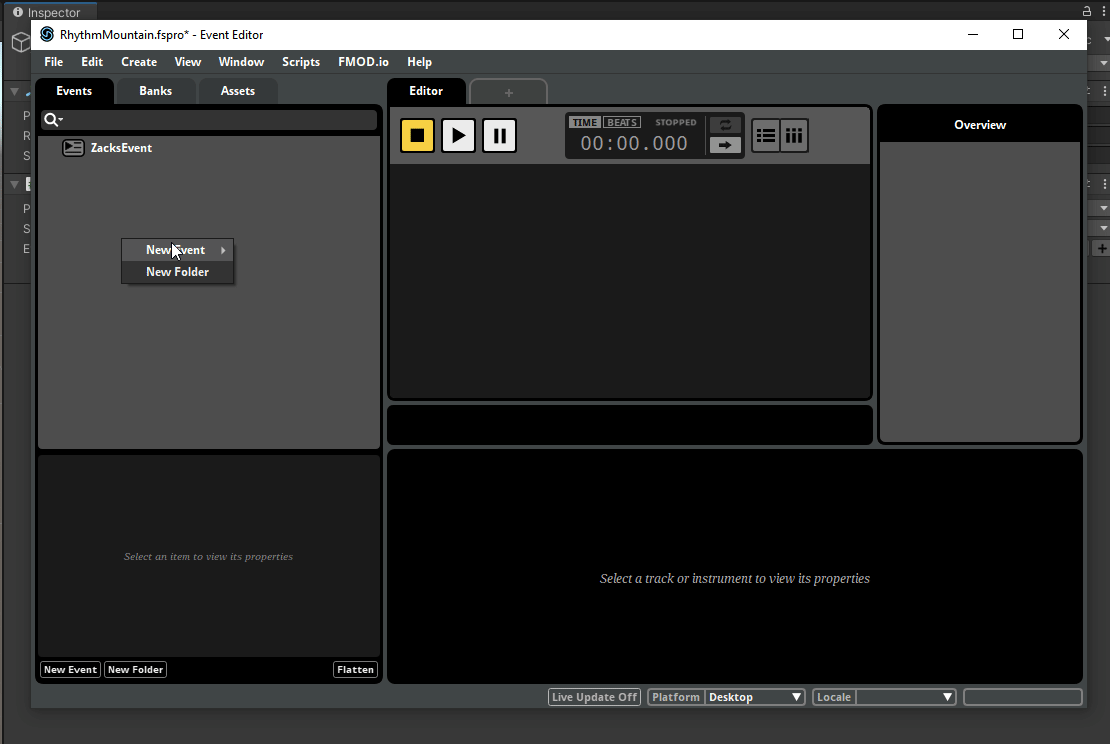 Inspector
RhythmMountain.fspro* - Event Editor
File Edit Create View Window Scripts FMOD.io Help
Events Banks Assets
Editor +
TIME BEATS STOPPED
00:00.000
Overview
ZacksEvent
P
R
S
New Event
New Folder
P
S
E
Select an item to view its properties
Select a track or instrument to view its properties
New Event New Folder Flatten
Live Update Off Platform Desktop Locale